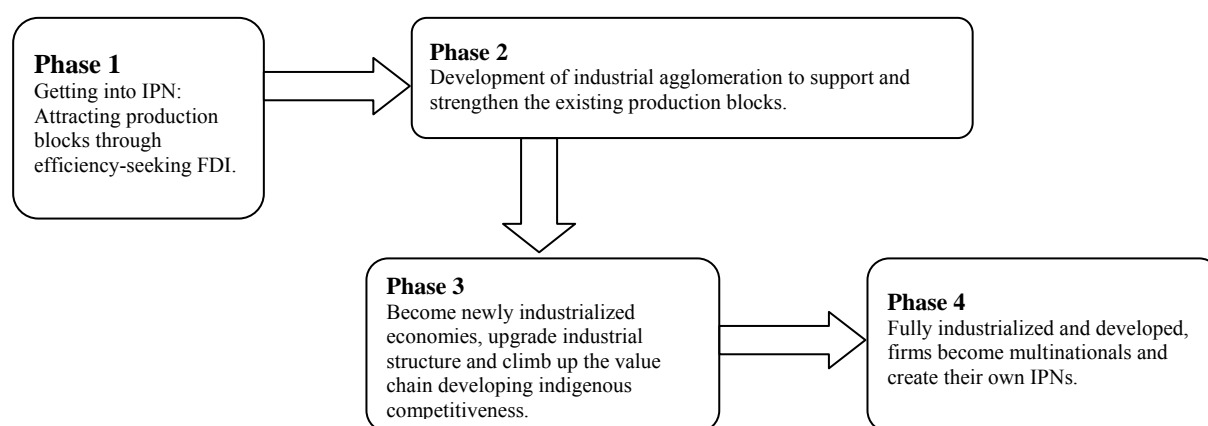 Phase 1
Getting into IPN:
Attracting production
blocks through
efficiency-seeking FDI.
Phase 2
Development of industrial agglomeration to support and
strengthen the existing production blocks.
Phase 3
Become newly industrialized
economies, upgrade industrial
structure and climb up the value
chain developing indigenous
competitiveness.
Phase 4
Fully industrialized and developed,
firms become multinationals and
create their own IPNs.